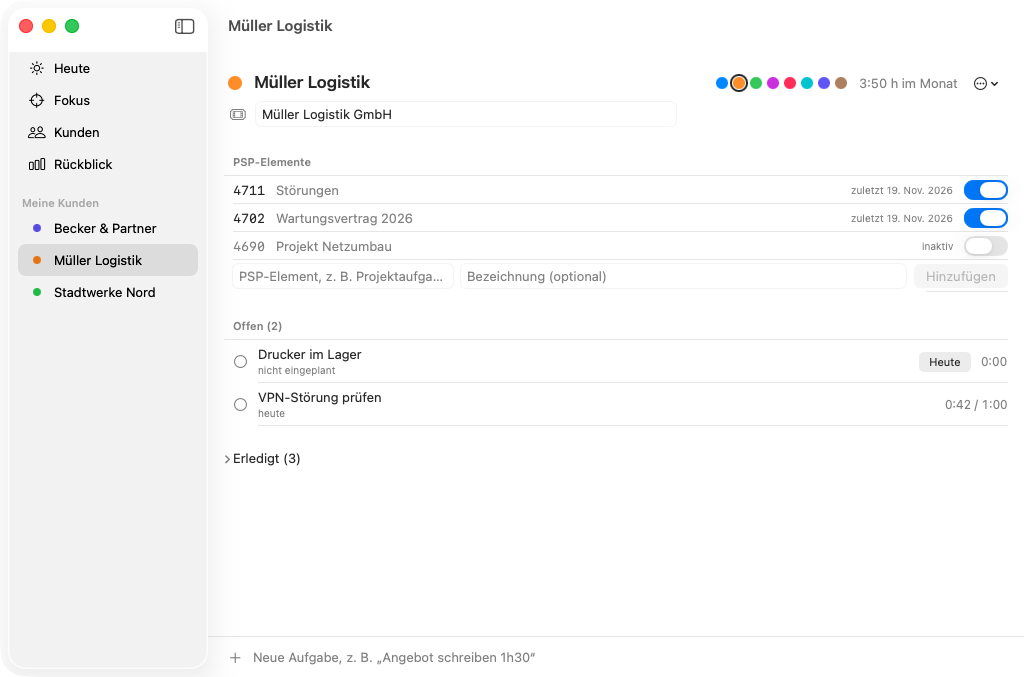 Müller Logistik
Heute
Fokus
Kunden
Rückblick
Meine Kunden
Becker & Partner
Müller Logistik
Stadtwerke Nord
Müller Logistik
3:50 h im Monat
Müller Logistik GmbH
PSP-Elemente
4711 Störungen zuletzt 19. Nov. 2026
4702 Wartungsvertrag 2026 zuletzt 19. Nov. 2026
4690 Projekt Netzumbau inaktiv
PSP-Element, z. B. Projektaufga... Bezeichnung (optional) Hinzufügen
Offen (2)
Drucker im Lager
nicht eingeplant
Heute 0:00
VPN-Störung prüfen
heute
0:42 / 1:00
Erledigt (3)
Neue Aufgabe, z. B. „Angebot schreiben 1h30“